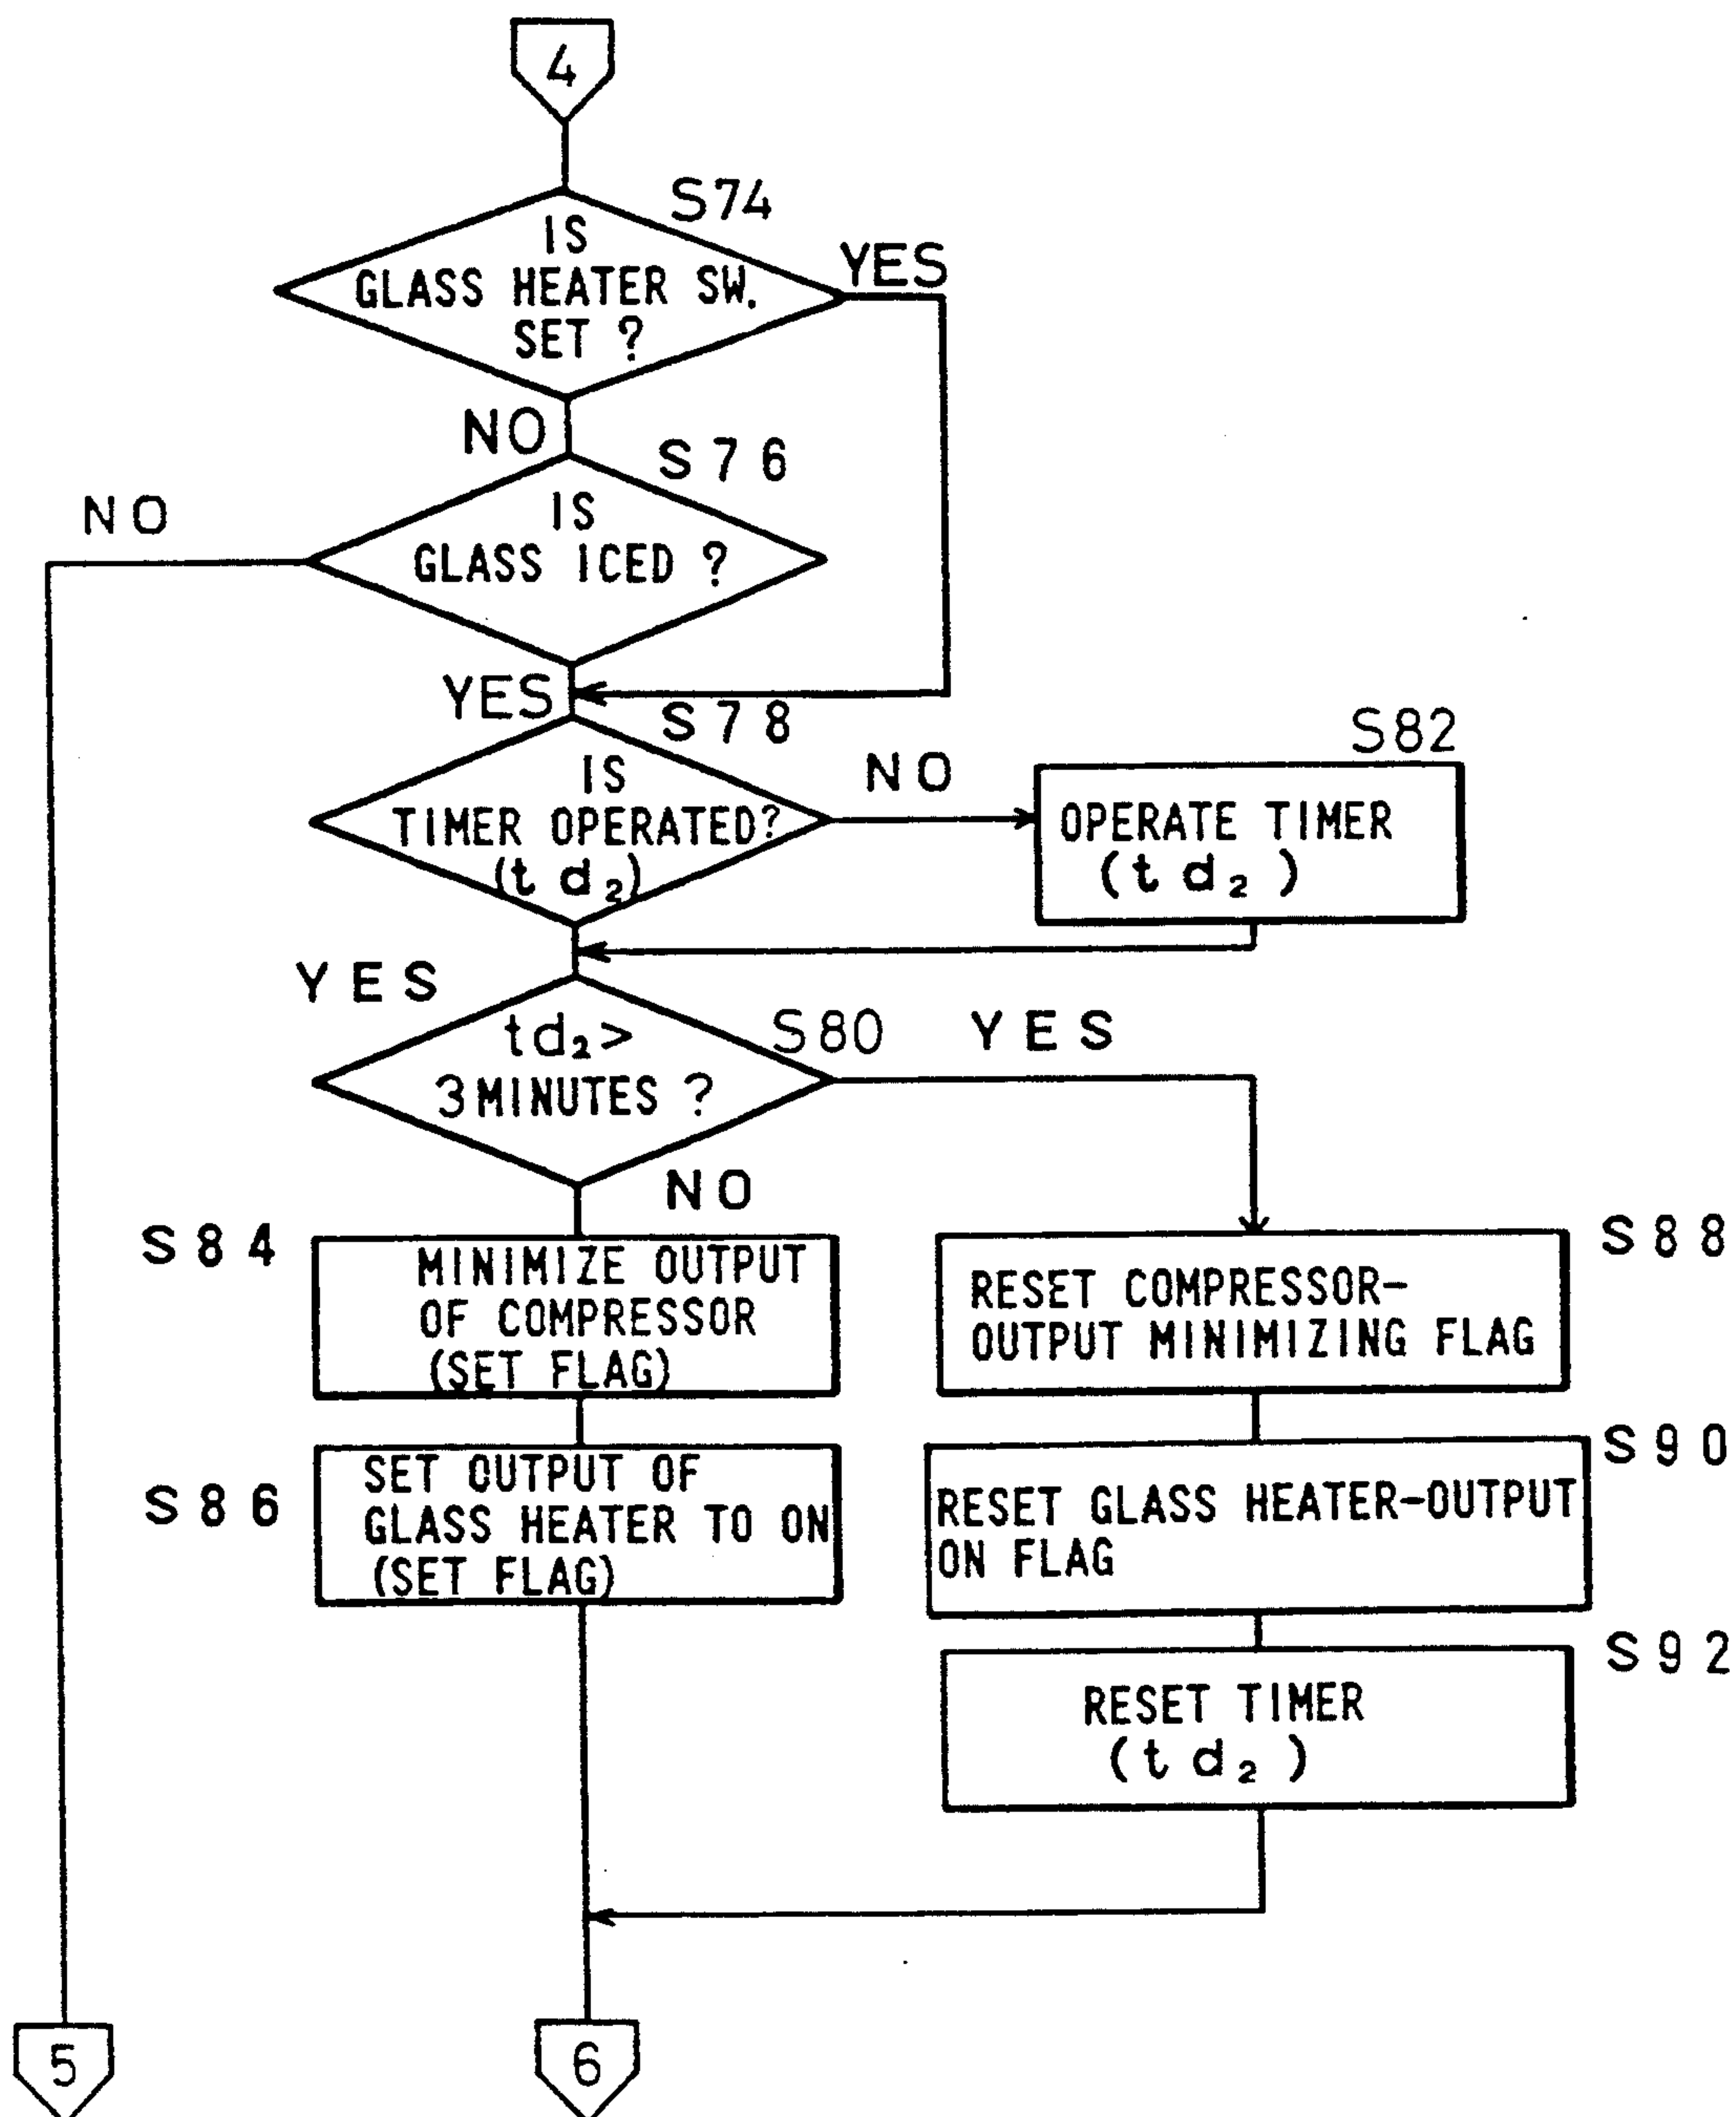 4
S74
IS
GLASS HEATER SW.
SET ?
YES
NO
S76
NO
IS
GLASS ICED ?
YES
S78
IS
TIMER OPERATED?
(td₂)
NO
S82
OPERATE TIMER
(td₂)
YES
td₂>
3 MINUTES ?
S80
YES
NO
S84
MINIMIZE OUTPUT
OF COMPRESSOR
(SET FLAG)
S88
RESET COMPRESSOR-
OUTPUT MINIMIZING FLAG
S86
SET OUTPUT OF
GLASS HEATER TO ON
(SET FLAG)
S90
RESET GLASS HEATER-OUTPUT
ON FLAG
S92
RESET TIMER
(td₂)
5
6